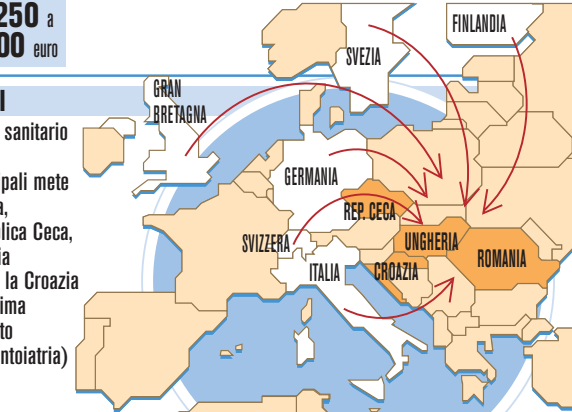 250 a
00 euro
sanitario
ipali mete
a,
lica Ceca,
ia
la Croazia
ima
to
ntoiatria)
FINLANDIA
SVEZIA
GRAN
BRETAGNA
GERMANIA
REP. CECA
SVIZZERA
UNGHERIA
ROMANIA
ITALIA
CROAZIA